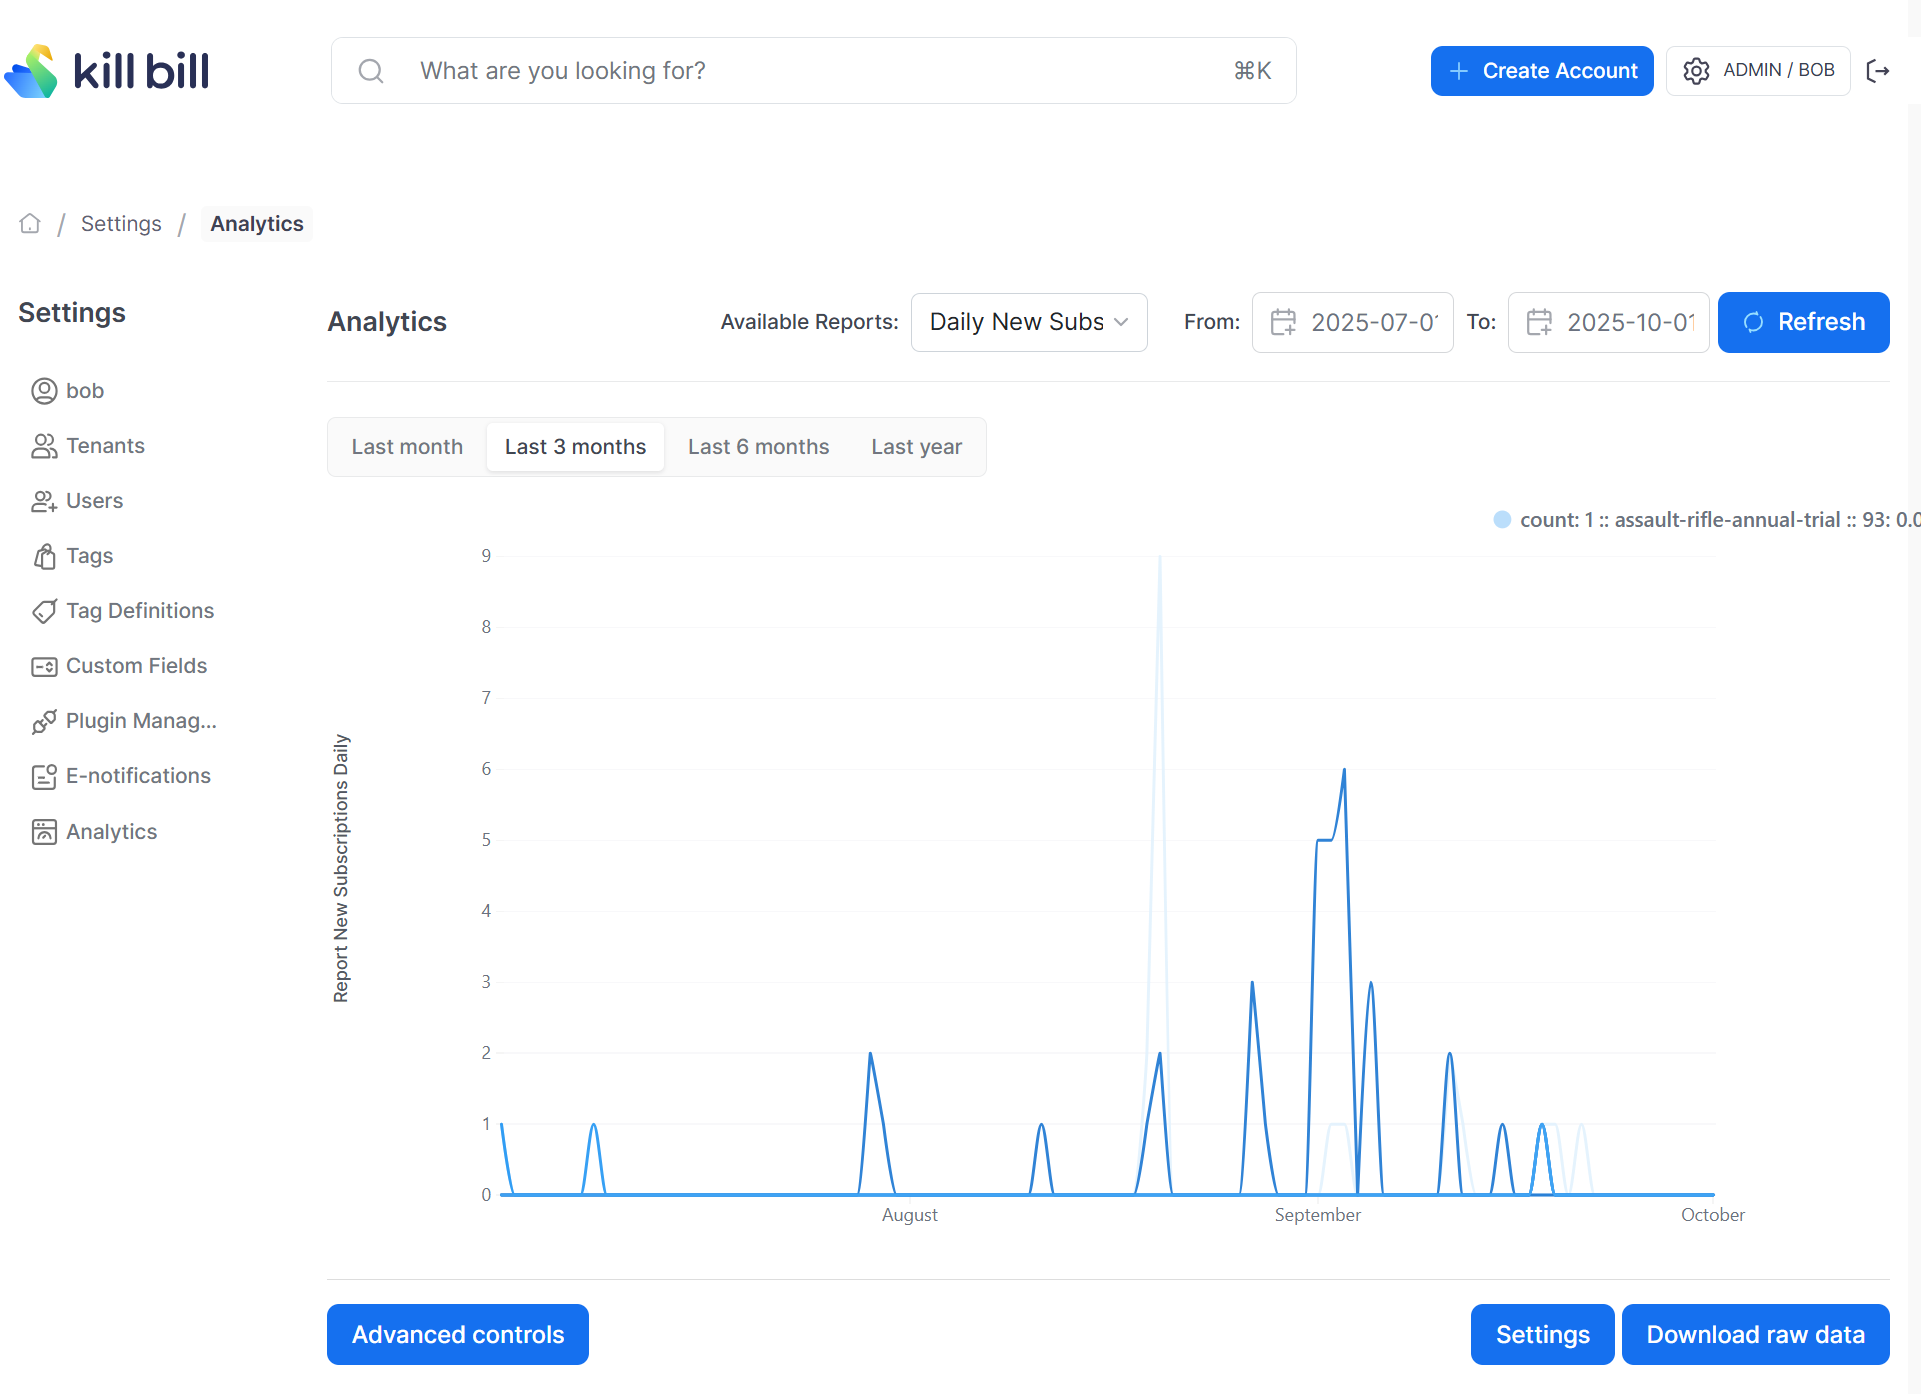 kill bill
What are you looking for?
⌘K
Create Account
ADMIN / BOB
/ Settings / Analytics
Settings
bob
Tenants
Users
Tags
Tag Definitions
Custom Fields
Plugin Manag...
E-notifications
Analytics
Analytics
Available Reports:
Daily New Subs
From:
2025-07-01
To:
2025-10-01
Refresh
Last month
Last 3 months
Last 6 months
Last year
count: 1 :: assault-rifle-annual-trial :: 93: 0.0
Report New Subscriptions Daily
9
8
7
6
5
4
3
2
1
0
August
September
October
Advanced controls
Settings
Download raw data